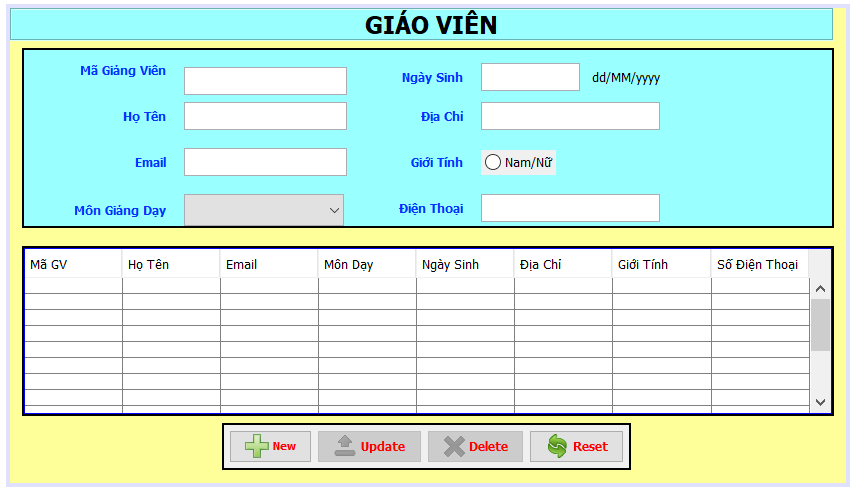 GIÁO VIÊN
Mã Giảng Viên
Ngày Sinh dd/MM/yyyy
Họ Tên
Địa Chỉ
Email
Giới Tính Nam/Nữ
Môn Giảng Dạy
Điện Thoại
Mã GV Họ Tên Email Môn Dạy Ngày Sinh Địa Chỉ Giới Tính Số Điện Thoại
New Update Delete Reset